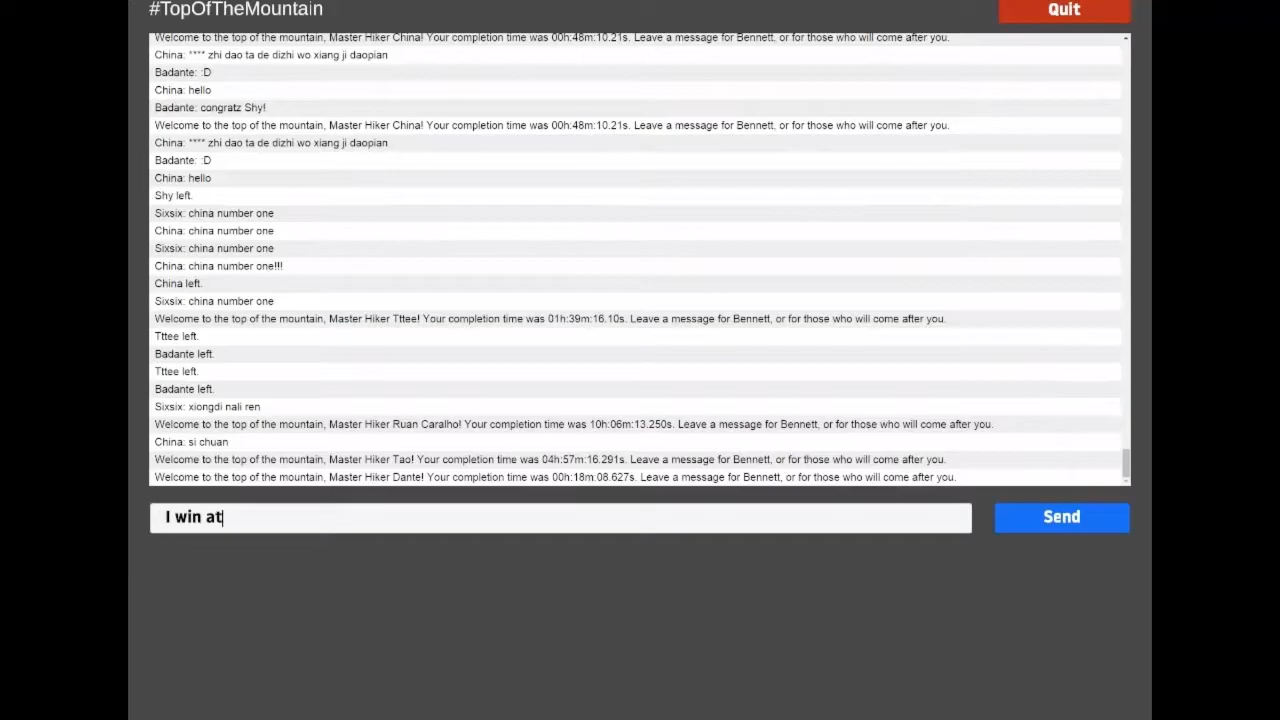 #TopOfTheMountain
Quit
Welcome to the top of the mountain, Master Hiker China! Your completion time was 00h:48m:10.21s. Leave a message for Bennett, or for those who will come after you.
China: **** zhi dao ta de dizhi wo xiang ji daopian
Badante: :D
China: hello
Badante: congratz Shy!
Welcome to the top of the mountain, Master Hiker China! Your completion time was 00h:48m:10.21s. Leave a message for Bennett, or for those who will come after you.
China: **** zhi dao ta de dizhi wo xiang ji daopian
Badante: :D
China: hello
Shy left.
Sixsix: china number one
China: china number one
Sixsix: china number one
China: china number one!!!
China left.
Sixsix: china number one
Welcome to the top of the mountain, Master Hiker Tttee! Your completion time was 01h:39m:16.10s. Leave a message for Bennett, or for those who will come after you.
Tttee left.
Badante left.
Tttee left.
Badante left.
Sixsix: xiongdi nali ren
Welcome to the top of the mountain, Master Hiker Ruan Caralho! Your completion time was 10h:06m:13.250s. Leave a message for Bennett, or for those who will come after you.
China: si chuan
Welcome to the top of the mountain, Master Hiker Tao! Your completion time was 04h:57m:16.291s. Leave a message for Bennett, or for those who will come after you.
Welcome to the top of the mountain, Master Hiker Dante! Your completion time was 00h:18m:08.627s. Leave a message for Bennett, or for those who will come after you.
I win at
Send